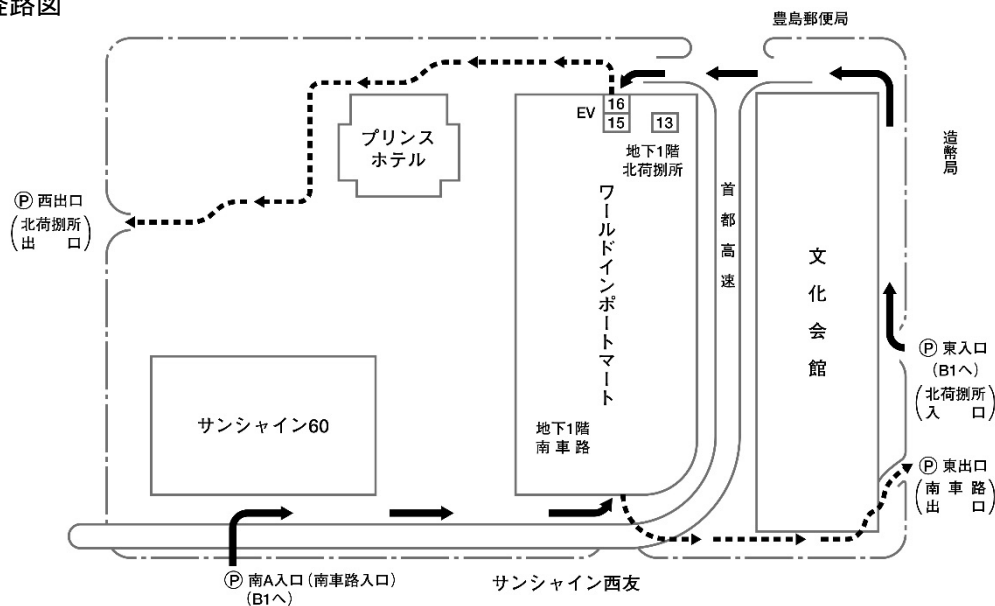 経路図
豊島郵便局
造幣局
EV
16
15
13
地下1階
北荷捌所
プリンス
ホテル
Ⓟ 西出口
(北荷捌所
出 口)
ワールドインポートマート
首都高速
文化会館
Ⓟ 東入口
(B1へ)
(北荷捌所
入 口)
サンシャイン60
地下1階
南車路
Ⓟ 東出口
(南車路
出 口)
Ⓟ 南A入口(南車路入口)
(B1へ)
サンシャイン西友